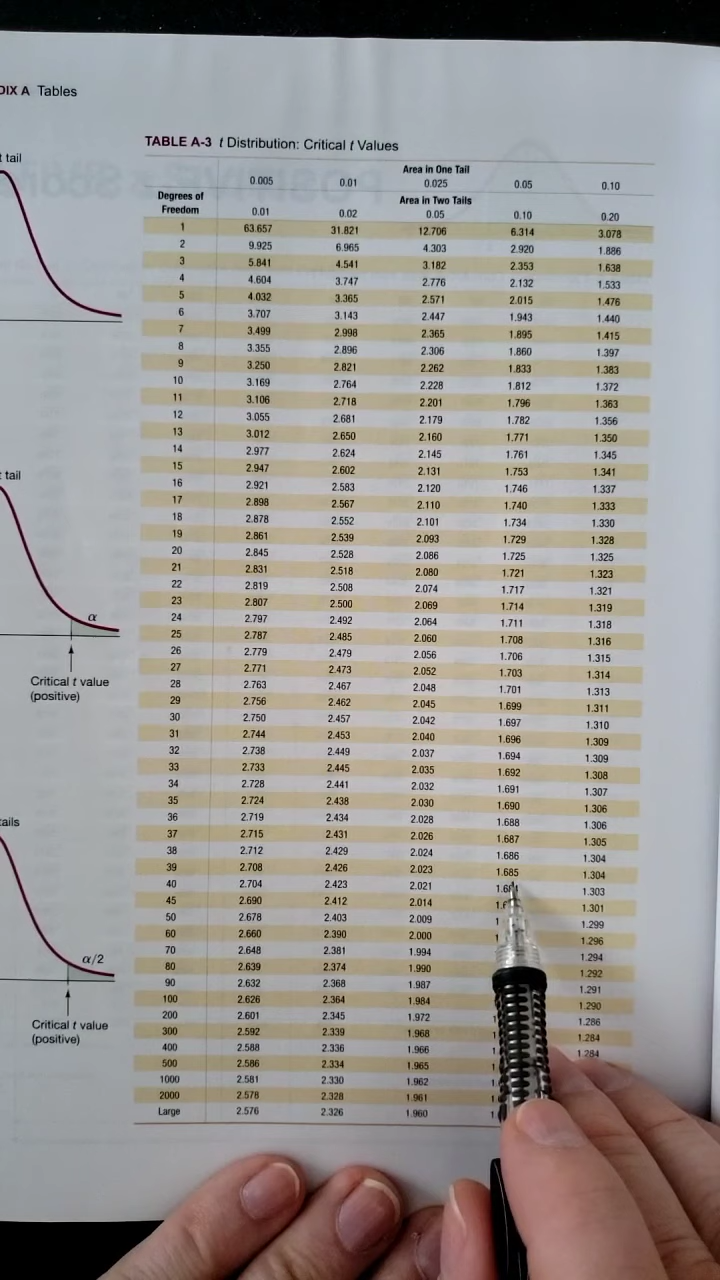 DIX A Tables
TABLE A-3 t Distribution: Critical t Values
Area in One Tail
0.005 0.01 0.025 0.05 0.10
Degrees of Freedom
Area in Two Tails
0.01 0.02 0.05 0.10 0.20
1 63.657 31.821 12.706 6.314 3.078
2 9.925 6.965 4.303 2.920 1.886
3 5.841 4.541 3.182 2.353 1.638
4 4.604 3.747 2.776 2.132 1.533
5 4.032 3.365 2.571 2.015 1.476
6 3.707 3.143 2.447 1.943 1.440
7 3.499 2.998 2.365 1.895 1.415
8 3.355 2.896 2.306 1.860 1.397
9 3.250 2.821 2.262 1.833 1.383
10 3.169 2.764 2.228 1.812 1.372
11 3.106 2.718 2.201 1.796 1.363
12 3.055 2.681 2.179 1.782 1.356
13 3.012 2.650 2.160 1.771 1.350
14 2.977 2.624 2.145 1.761 1.345
15 2.947 2.602 2.131 1.753 1.341
16 2.921 2.583 2.120 1.746 1.337
17 2.898 2.567 2.110 1.740 1.333
18 2.878 2.552 2.101 1.734 1.330
19 2.861 2.539 2.093 1.729 1.328
20 2.845 2.528 2.086 1.725 1.325
21 2.831 2.518 2.080 1.721 1.323
22 2.819 2.508 2.074 1.717 1.321
23 2.807 2.500 2.069 1.714 1.319
24 2.797 2.492 2.064 1.711 1.318
25 2.787 2.485 2.060 1.708 1.316
26 2.779 2.479 2.056 1.706 1.315
27 2.771 2.473 2.052 1.703 1.314
28 2.763 2.467 2.048 1.701 1.313
29 2.756 2.462 2.045 1.699 1.311
30 2.750 2.457 2.042 1.697 1.310
31 2.744 2.453 2.040 1.696 1.309
32 2.738 2.449 2.037 1.694 1.309
33 2.733 2.445 2.035 1.692 1.308
34 2.728 2.441 2.032 1.691 1.307
35 2.724 2.438 2.030 1.690 1.306
36 2.719 2.434 2.028 1.688 1.306
37 2.715 2.431 2.026 1.687 1.305
38 2.712 2.429 2.024 1.686 1.304
39 2.708 2.426 2.023 1.685 1.304
40 2.704 2.423 2.021 1.303
45 2.690 2.412 2.014 1.301
50 2.678 2.403 2.009 1.299
60 2.660 2.390 2.000 1.296
70 2.648 2.381 1.994 1.294
80 2.639 2.374 1.990 1.292
90 2.632 2.368 1.987 1.291
100 2.626 2.364 1.984 1.290
200 2.601 2.345 1.972 1.286
300 2.592 2.339 1.968 1.284
400 2.588 2.336 1.966 1.284
500 2.586 2.334 1.965
1000 2.581 2.330 1.962
2000 2.578 2.328 1.961
Large 2.576 2.326 1.960
t tail
t tail
α
Critical t value
(positive)
tails
α/2
Critical t value
(positive)